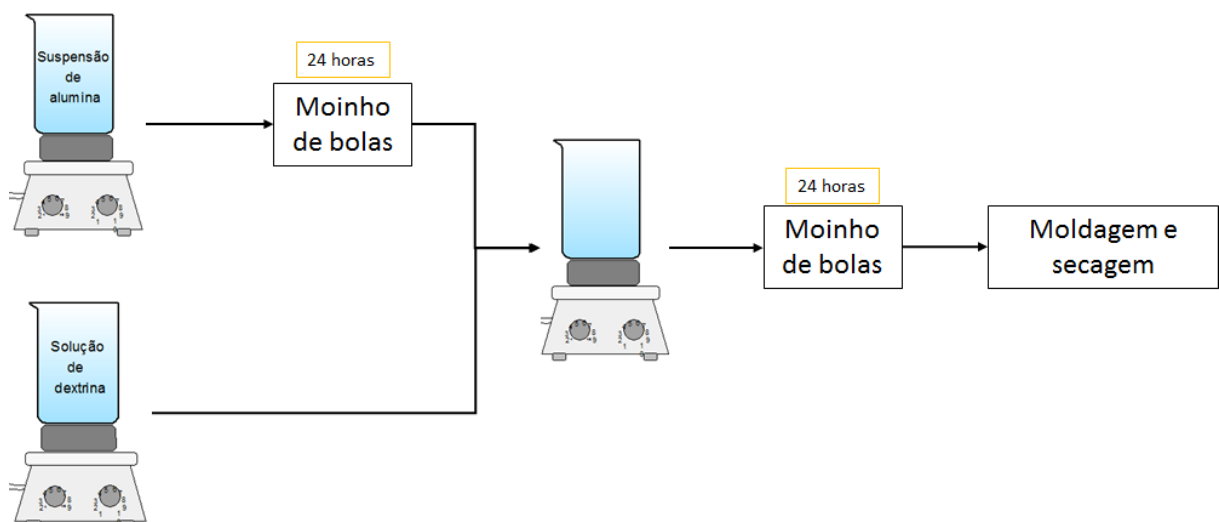 Suspensão
de
alumina
24 horas
Moinho
de bolas
24 horas
Moinho
de bolas
Moldagem e
secagem
Solução
de
dextrina